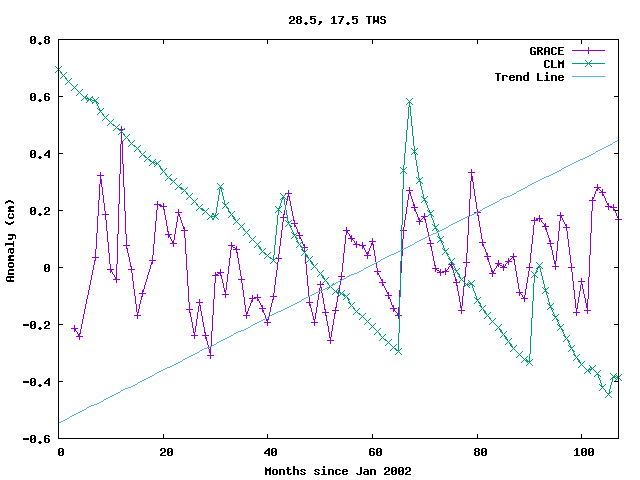 28.5, 17.5 TWS
GRACE
CLM
Trend Line
Anomaly (cm)
0.8
0.6
0.4
0.2
0
-0.2
-0.4
-0.6
0 20 40 60 80 100
Months since Jan 2002